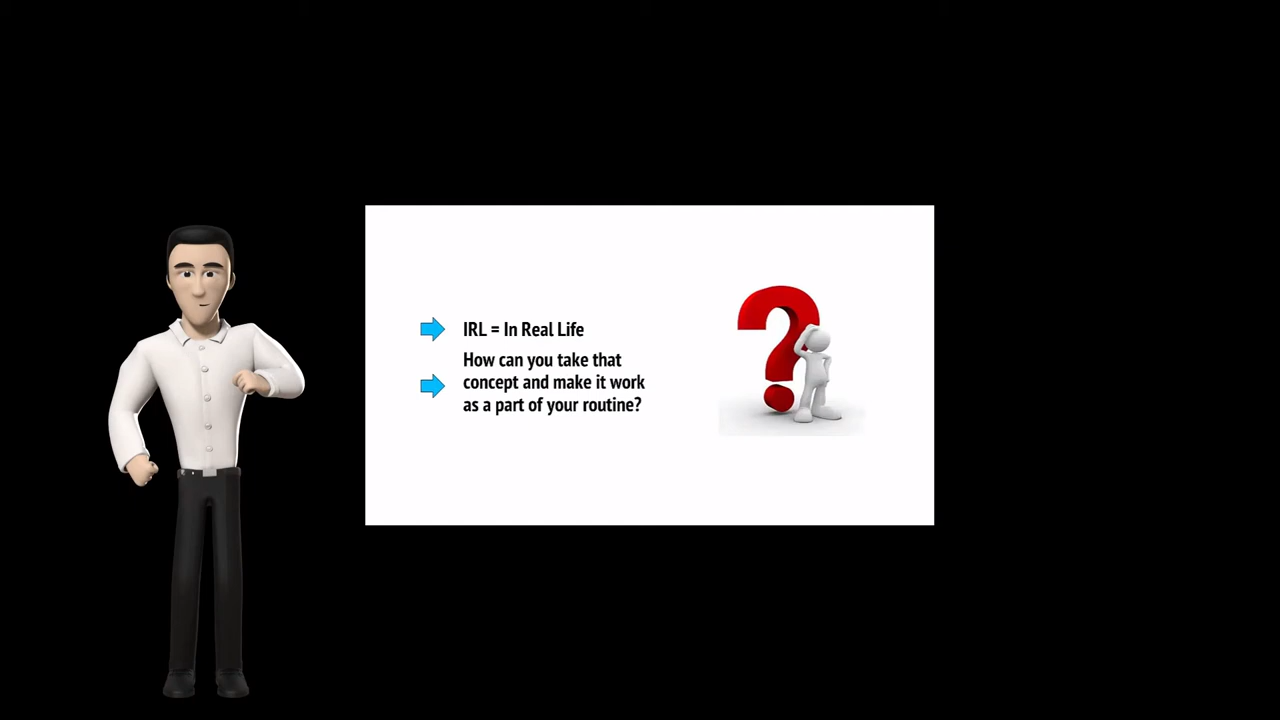 IRL = In Real Life
How can you take that
concept and make it work
as a part of your routine?